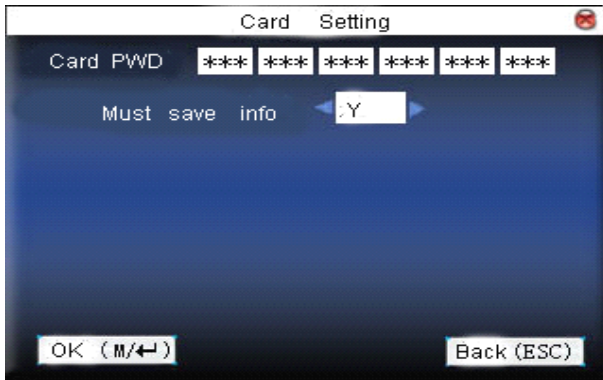 Card Setting
Card PWD *** *** *** *** *** ***
Must save info :Y
OK (M/↵) Back (ESC)